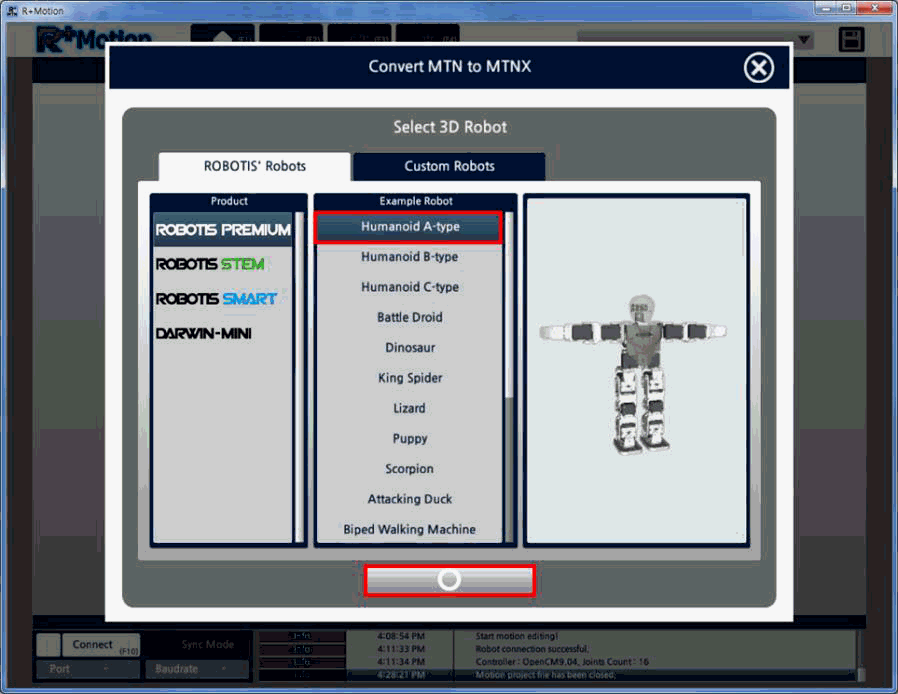 R+Motion
R+Motion
Convert MTN to MTNX
Select 3D Robot
ROBOTIS' Robots
Custom Robots
Product
ROBOTIS PREMIUM
ROBOTIS STEM
ROBOTIS SMART
DARWIN-MINI
Example Robot
Humanoid A-type
Humanoid B-type
Humanoid C-type
Battle Droid
Dinosaur
King Spider
Lizard
Puppy
Scorpion
Attacking Duck
Biped Walking Machine
Connect (F10)
Sync Mode
Port -
Baudrate -
4:08:54 PM Start motion editing!
4:11:33 PM Robot connection successful.
4:11:34 PM Controller : OpenCM9.04, Joints Count : 16
4:28:21 PM Motion project file has been closed.